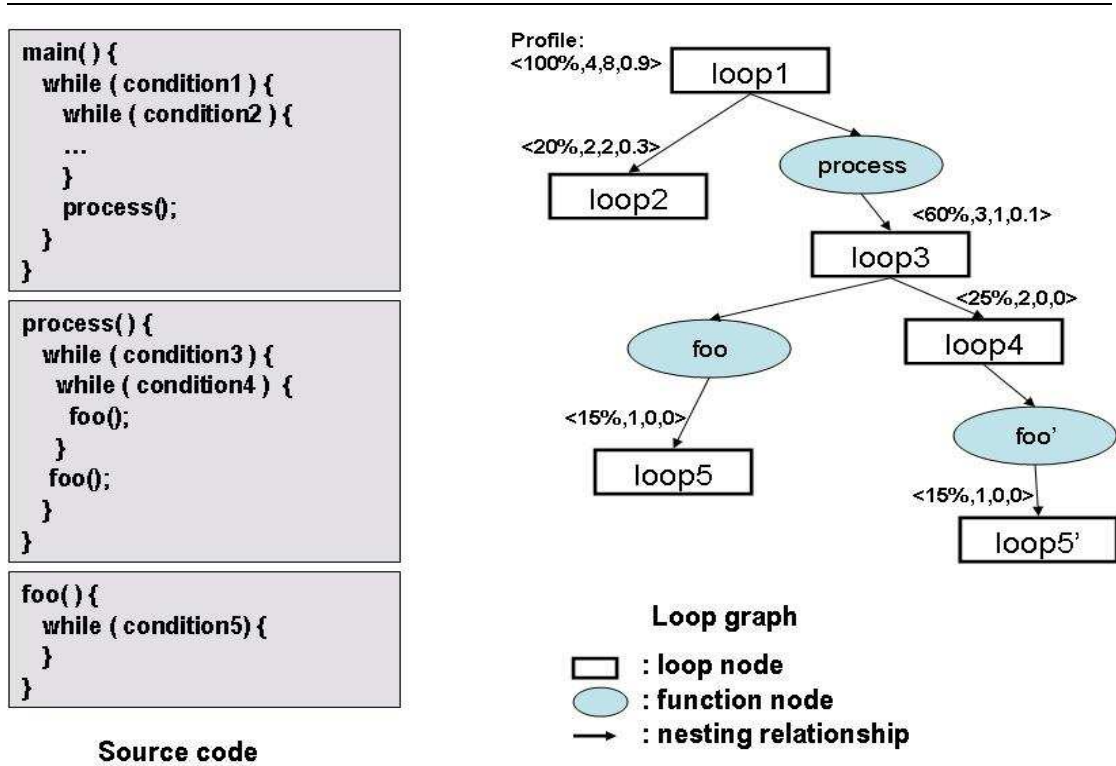 main( ) {
while ( condition1 ) {
while ( condition2 ) {
...
}
process();
}
}
process( ) {
while ( condition3 ) {
while ( condition4 )  {
foo();
}
foo();
}
}
foo( ) {
while ( condition5) {
}
}
Source code
Profile:
<100%,4,8,0.9>
loop1
<20%,2,2,0.3>
loop2
process
<60%,3,1,0.1>
loop3
<25%,2,0,0>
foo
loop4
<15%,1,0,0>
foo'
loop5
<15%,1,0,0>
loop5'
Loop graph
: loop node
: function node
: nesting relationship